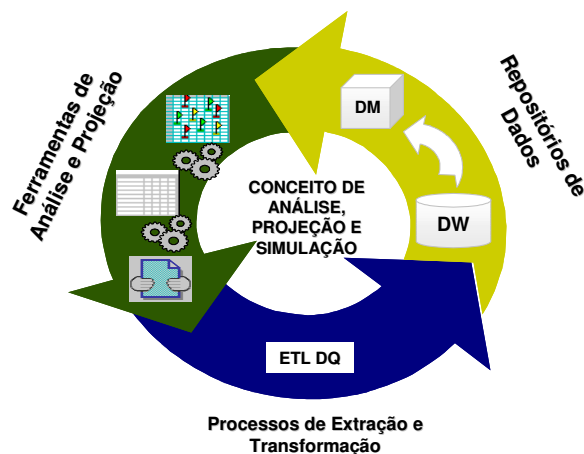 Ferramentas de
Análise e Projeção
Repositórios de
Dados
DM
DW
CONCEITO DE
ANÁLISE,
PROJEÇÃO E
SIMULAÇÃO
ETL DQ
Processos de Extração e
Transformação